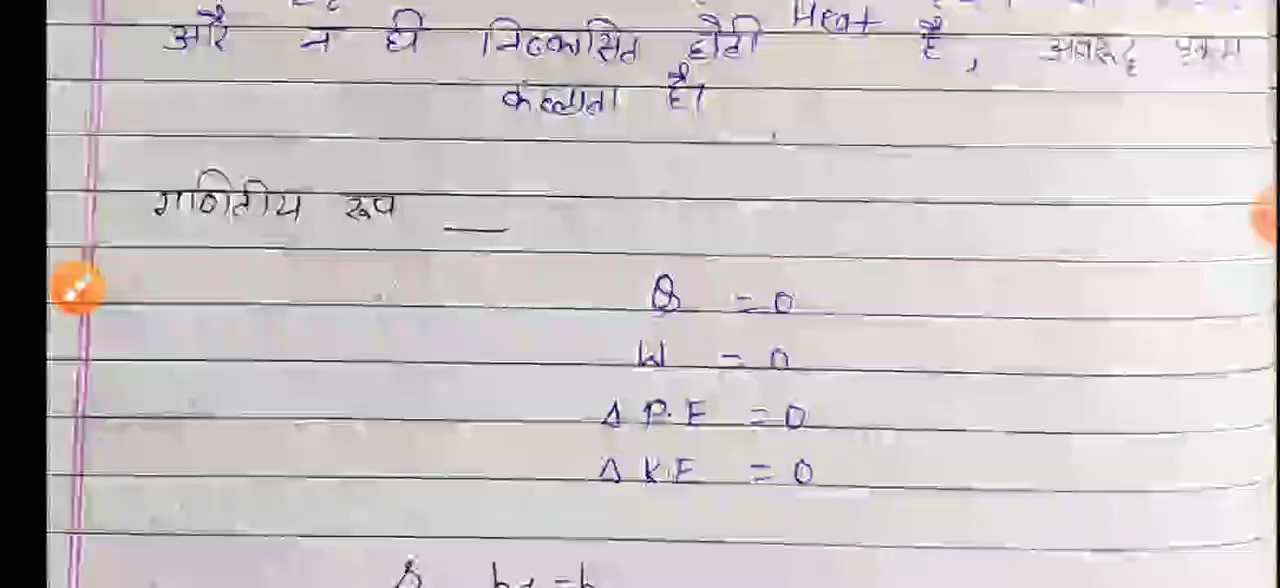 Heat
और न ही निष्कासित होती है, अवरूद्ध प्रक्रम
कहलाता है।
गणितीय रूप —
Q = 0
W = 0
Δ P.E = 0
Δ K.E = 0